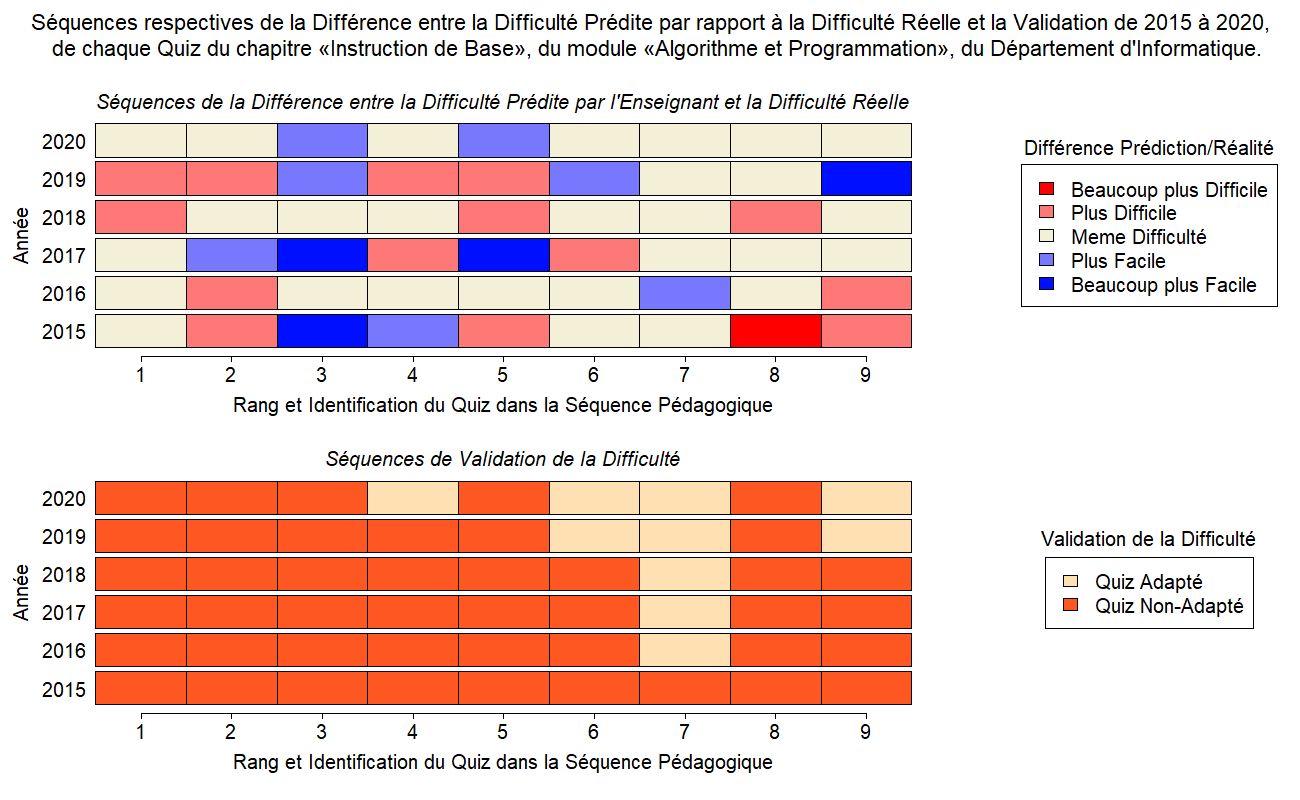 Séquences respectives de la Différence entre la Difficulté Prédite par rapport à la Difficulté Réelle et la Validation de 2015 à 2020,
de chaque Quiz du chapitre «Instruction de Base», du module «Algorithme et Programmation», du Département d'Informatique.
Séquences de la Différence entre la Difficulté Prédite par l'Enseignant et la Difficulté Réelle
Année
2020
2019
2018
2017
2016
2015
1 2 3 4 5 6 7 8 9
Rang et Identification du Quiz dans la Séquence Pédagogique
Différence Prédiction/Réalité
Beaucoup plus Difficile
Plus Difficile
Meme Difficulté
Plus Facile
Beaucoup plus Facile
Séquences de Validation de la Difficulté
Année
2020
2019
2018
2017
2016
2015
1 2 3 4 5 6 7 8 9
Rang et Identification du Quiz dans la Séquence Pédagogique
Validation de la Difficulté
Quiz Adapté
Quiz Non-Adapté